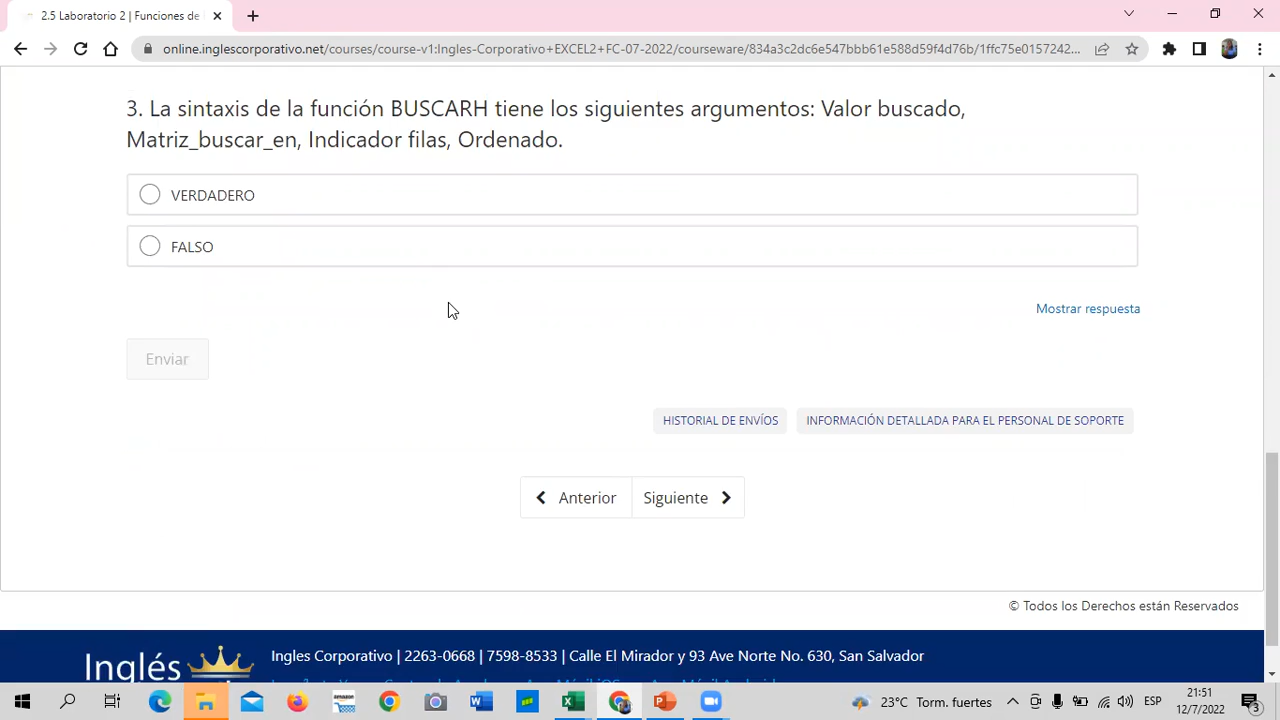 2.5 Laboratorio 2 | Funciones de
online.inglescorporativo.net/courses/course-v1:Ingles-Corporativo+EXCEL2+FC-07-2022/courseware/834a3c2dc6e547bbb61e588d59f4d76b/1ffc75e0157242...
3. La sintaxis de la función BUSCARH tiene los siguientes argumentos: Valor buscado,
Matriz_buscar_en, Indicador filas, Ordenado.
VERDADERO
FALSO
Mostrar respuesta
Enviar
HISTORIAL DE ENVÍOS
INFORMACIÓN DETALLADA PARA EL PERSONAL DE SOPORTE
Anterior
Siguiente
© Todos los Derechos están Reservados
Inglés
Ingles Corporativo | 2263-0668 | 7598-8533 | Calle El Mirador y 93 Ave Norte No. 630, San Salvador
23°C Torm. fuertes
ESP
21:51
12/7/2022
3